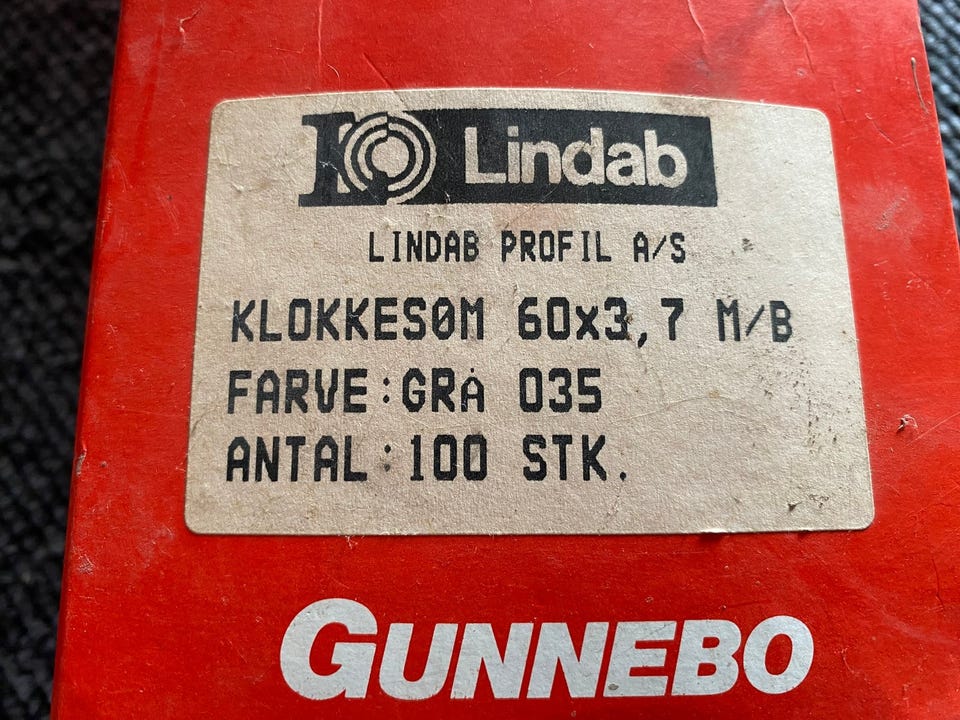 Lindab
LINDAB PROFIL A/S
KLOKKESØM 60x3,7 M/B
FARVE:GRÅ 035
ANTAL:100 STK.
GUNNEBO